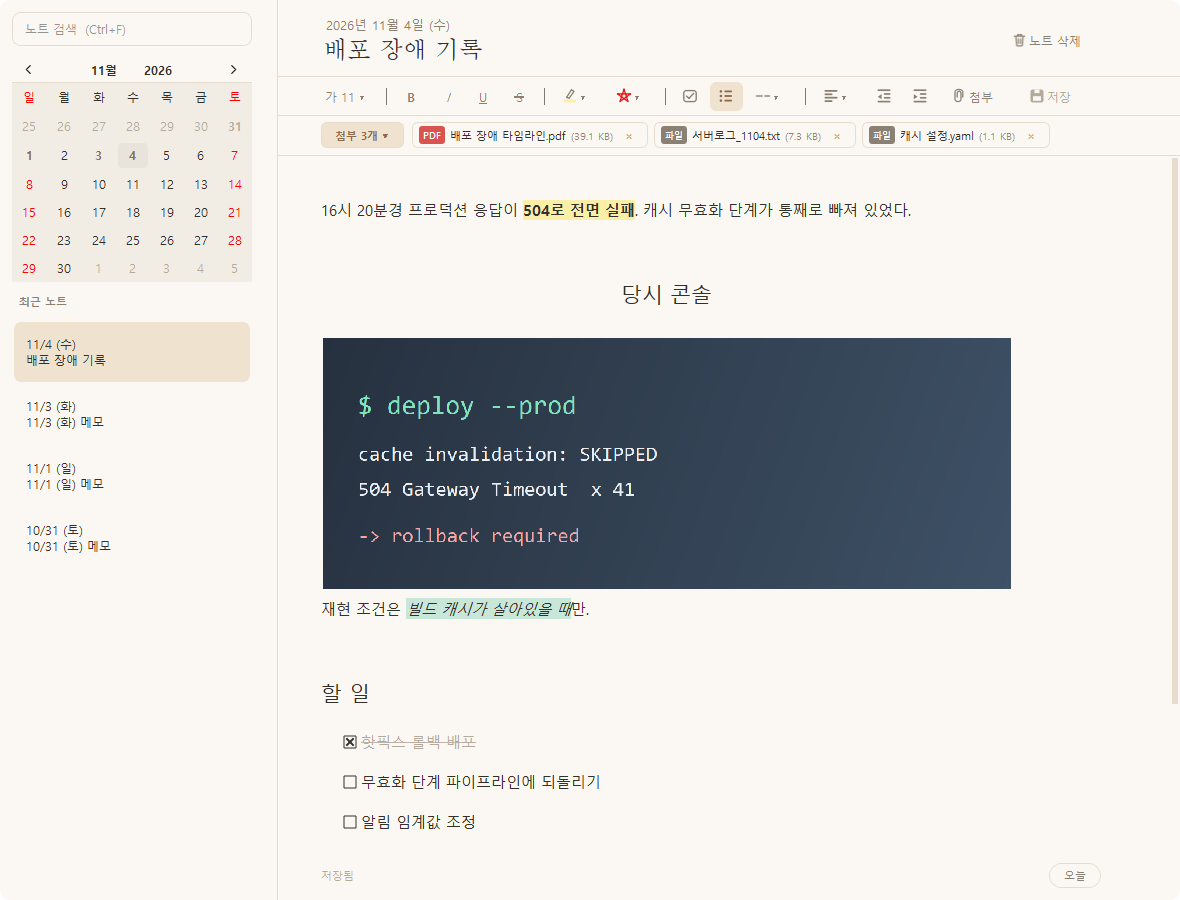 노트 검색 (Ctrl+F)
11월 2026
일 월 화 수 목 금 토
25 26 27 28 29 30 31
1 2 3 4 5 6 7
8 9 10 11 12 13 14
15 16 17 18 19 20 21
22 23 24 25 26 27 28
29 30 1 2 3 4 5
최근 노트
11/4 (수)
배포 장애 기록
11/3 (화)
11/3 (화) 메모
11/1 (일)
11/1 (일) 메모
10/31 (토)
10/31 (토) 메모
2026년 11월 4일 (수)
배포 장애 기록
노트 삭제
가 11 B I U S 첨부 저장
첨부 3개 PDF 배포 장애 타임라인.pdf (39.1 KB) × 파일 서버로그_1104.txt (7.3 KB) × 파일 캐시 설정.yaml (1.1 KB) ×
16시 20분경 프로덕션 응답이 504로 전면 실패. 캐시 무효화 단계가 통째로 빠져 있었다.
당시 콘솔
$ deploy --prod
cache invalidation: SKIPPED
504 Gateway Timeout  x 41
-> rollback required
재현 조건은 빌드 캐시가 살아있을 때만.
할 일
핫픽스 롤백 배포
무효화 단계 파이프라인에 되돌리기
알림 임계값 조정
저장됨
오늘